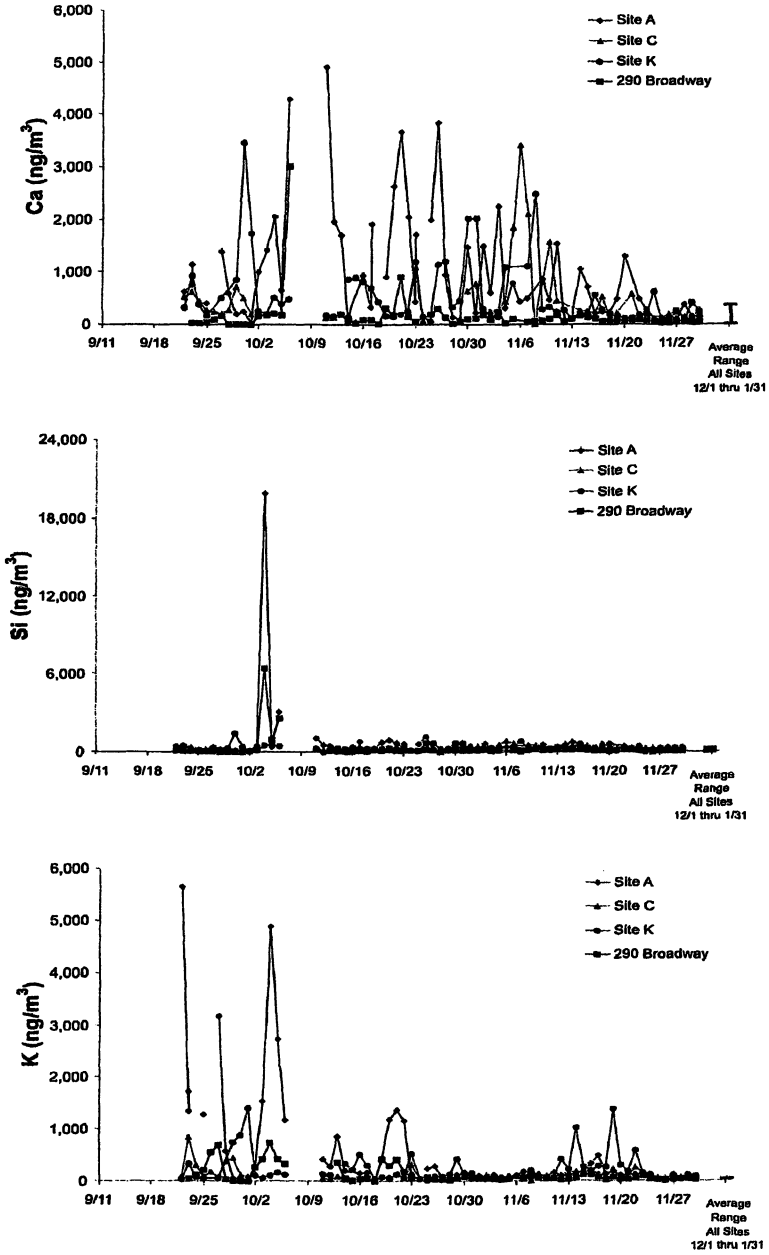 6,000
5,000
4,000
3,000
2,000
1,000
0
Ca (ng/m³)
Site A
Site C
Site K
290 Broadway
9/11 9/18 9/25 10/2 10/9 10/16 10/23 10/30 11/6 11/13 11/20 11/27
Average
Range
All Sites
12/1 thru 1/31
24,000
18,000
12,000
6,000
0
Si (ng/m³)
Site A
Site C
Site K
290 Broadway
9/11 9/18 9/25 10/2 10/9 10/16 10/23 10/30 11/6 11/13 11/20 11/27
Average
Range
All Sites
12/1 thru 1/31
6,000
5,000
4,000
3,000
2,000
1,000
0
K (ng/m³)
Site A
Site C
Site K
290 Broadway
9/11 9/18 9/25 10/2 10/9 10/16 10/23 10/30 11/6 11/13 11/20 11/27
Average
Range
All Sites
12/1 thru 1/31